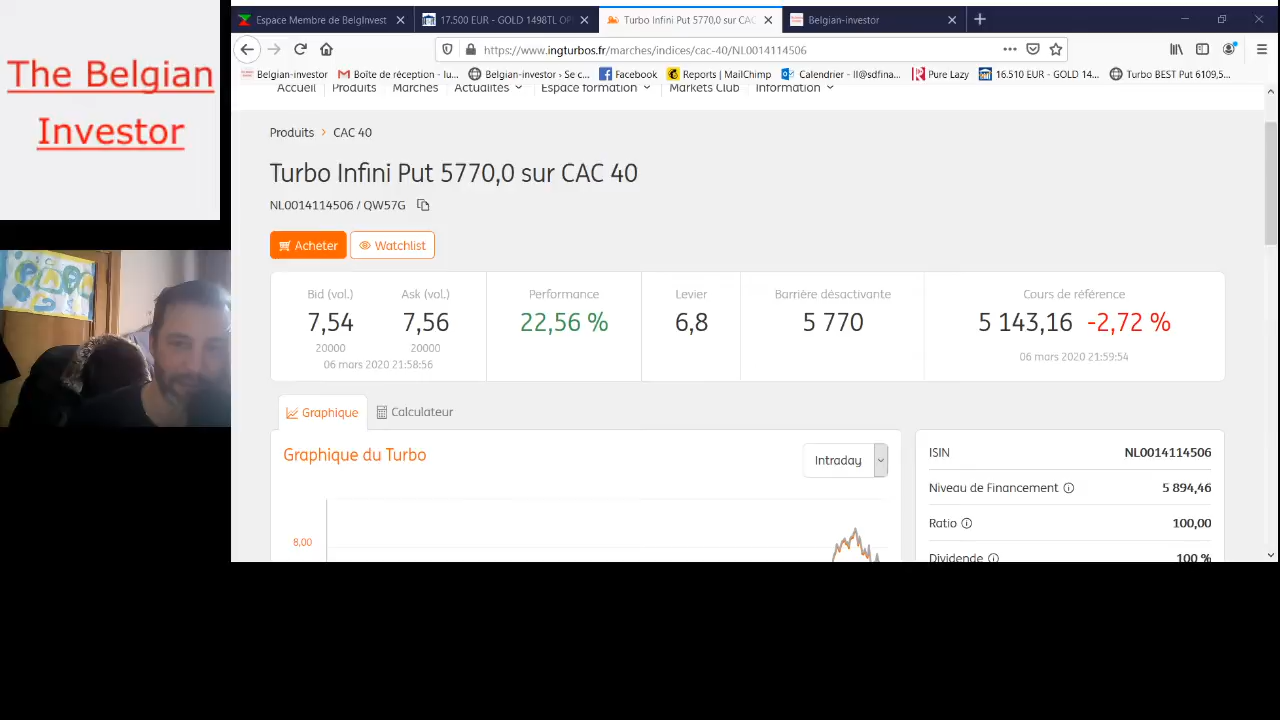 The Belgian
Investor
Espace Membre de BelgInvest
17.500 EUR - GOLD 1498TL OP
Turbo Infini Put 5770,0 sur CAC
Belgian-investor
https://www.ingturbos.fr/marches/indices/cac-40/NL0014114506
Belgian-investor
Boîte de réception - lu...
Belgian-investor › Se c...
Facebook
Reports | MailChimp
Calendrier - ll@sdfina...
Pure Lazy
16.510 EUR - GOLD 14...
Turbo BEST Put 6109,5...
Accueil
Produits
Marchés
Actualités
Espace formation
Markets Club
Information
Produits > CAC 40
Turbo Infini Put 5770,0 sur CAC 40
NL0014114506 / QW57G
Acheter
Watchlist
Bid (vol.) Ask (vol.) Performance Levier Barrière désactivante Cours de référence
7,54 7,56 22,56 % 6,8 5 770 5 143,16 -2,72 %
20000 20000
06 mars 2020 21:58:56
06 mars 2020 21:59:54
Graphique
Calculateur
Graphique du Turbo
Intraday
8,00
ISIN NL0014114506
Niveau de Financement 5 894,46
Ratio 100,00
Dividende 100 %